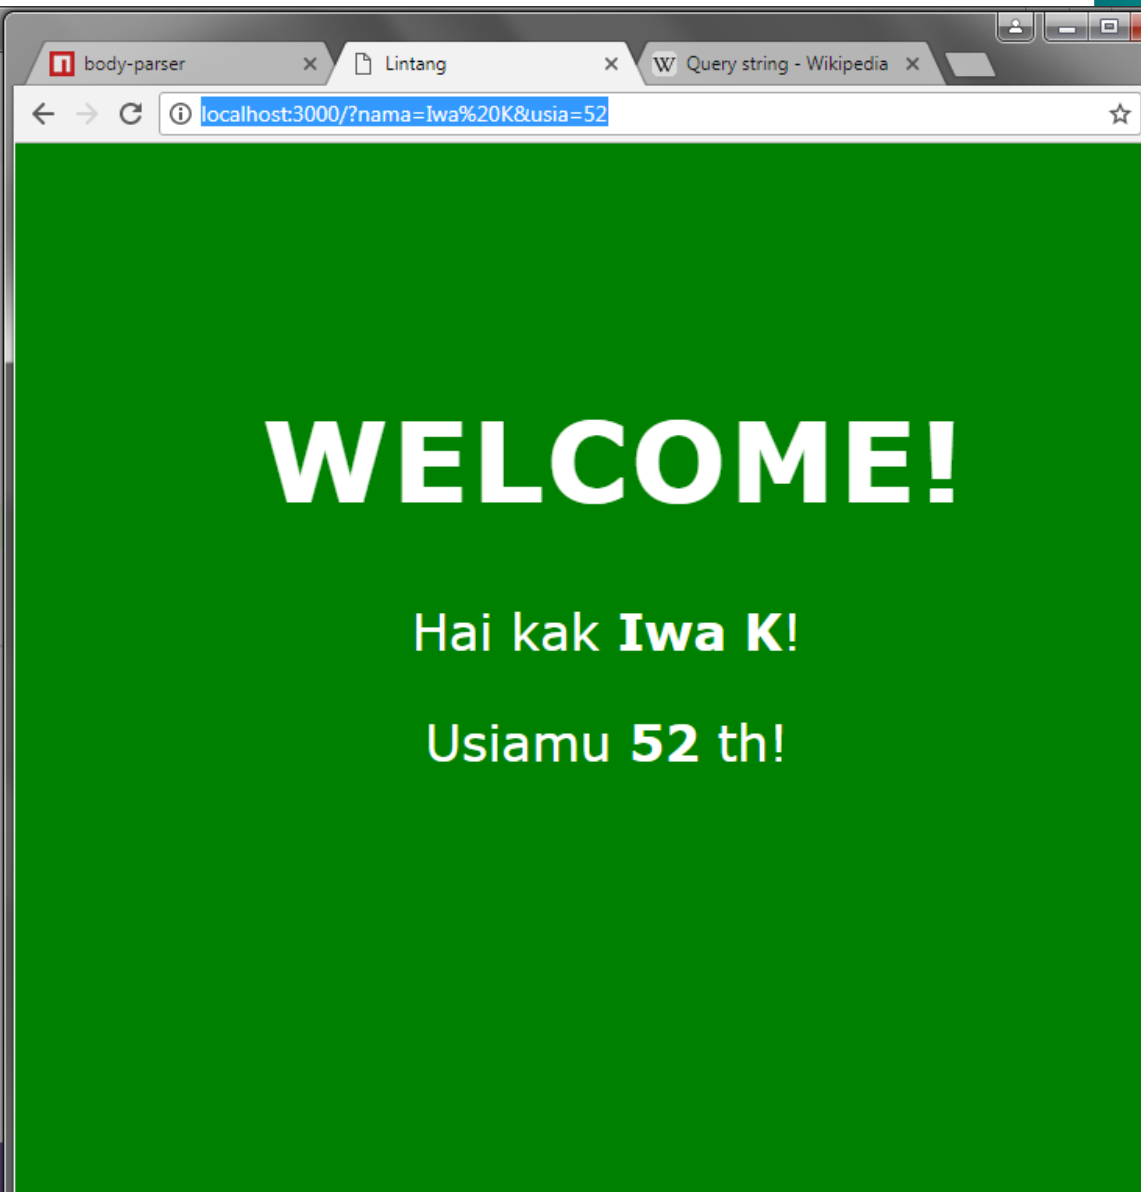 body-parser
Lintang
Query string - Wikipedia
localhost:3000/?nama=Iwa%20K&usia=52
WELCOME!
Hai kak Iwa K!
Usiamu 52 th!